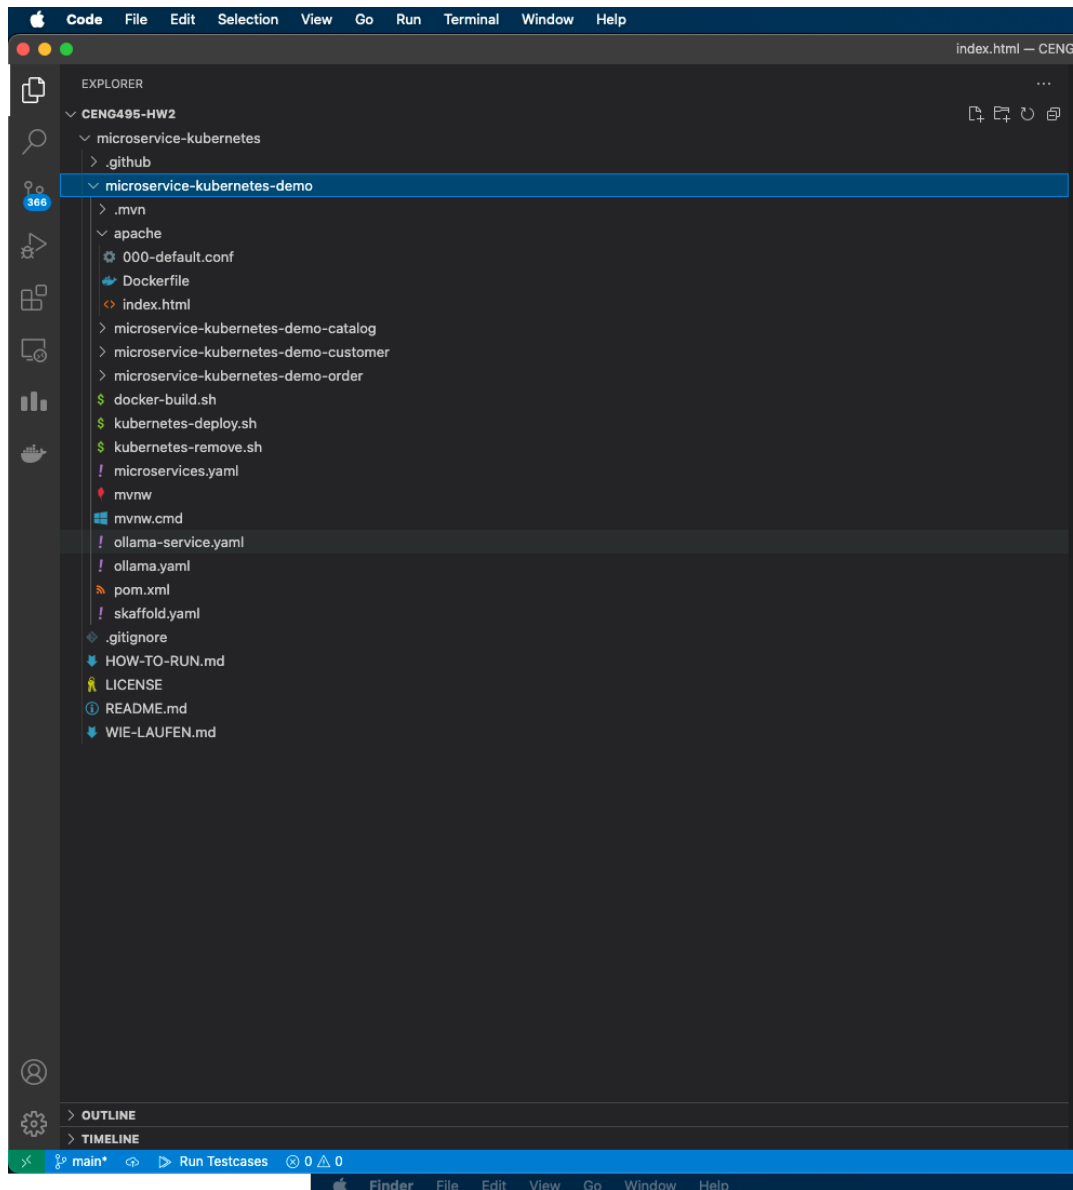 Code File Edit Selection View Go Run Terminal Window Help
index.html — CENG
EXPLORER
CENG495-HW2
microservice-kubernetes
.github
microservice-kubernetes-demo
366
.mvn
apache
000-default.conf
Dockerfile
index.html
microservice-kubernetes-demo-catalog
microservice-kubernetes-demo-customer
microservice-kubernetes-demo-order
$ docker-build.sh
$ kubernetes-deploy.sh
$ kubernetes-remove.sh
! microservices.yaml
mvnw
mvnw.cmd
! ollama-service.yaml
! ollama.yaml
pom.xml
! skaffold.yaml
.gitignore
HOW-TO-RUN.md
LICENSE
README.md
WIE-LAUFEN.md
OUTLINE
TIMELINE
main* Run Testcases 0 0
Finder File Edit View Go Window Help